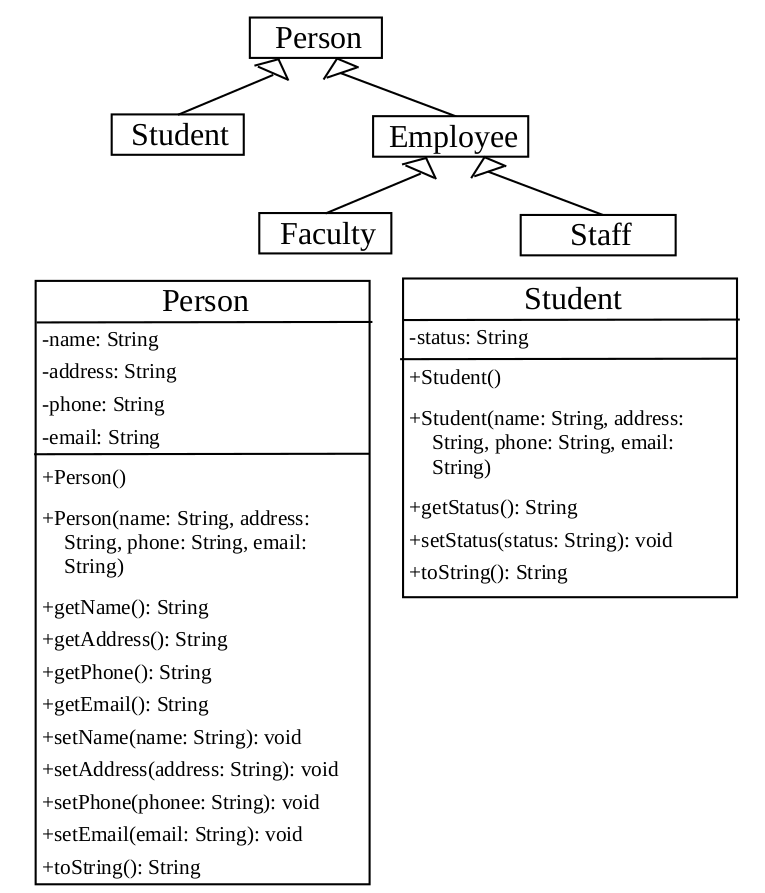 Person
Student
Employee
Faculty
Staff
Person
-name: String
-address: String
-phone: String
-email: String
+Person()
+Person(name: String, address:
String, phone: String, email:
String)
+getName(): String
+getAddress(): String
+getPhone(): String
+getEmail(): String
+setName(name: String): void
+setAddress(address: String): void
+setPhone(phonee: String): void
+setEmail(email: String): void
+toString(): String
Student
-status: String
+Student()
+Student(name: String, address:
String, phone: String, email:
String)
+getStatus(): String
+setStatus(status: String): void
+toString(): String